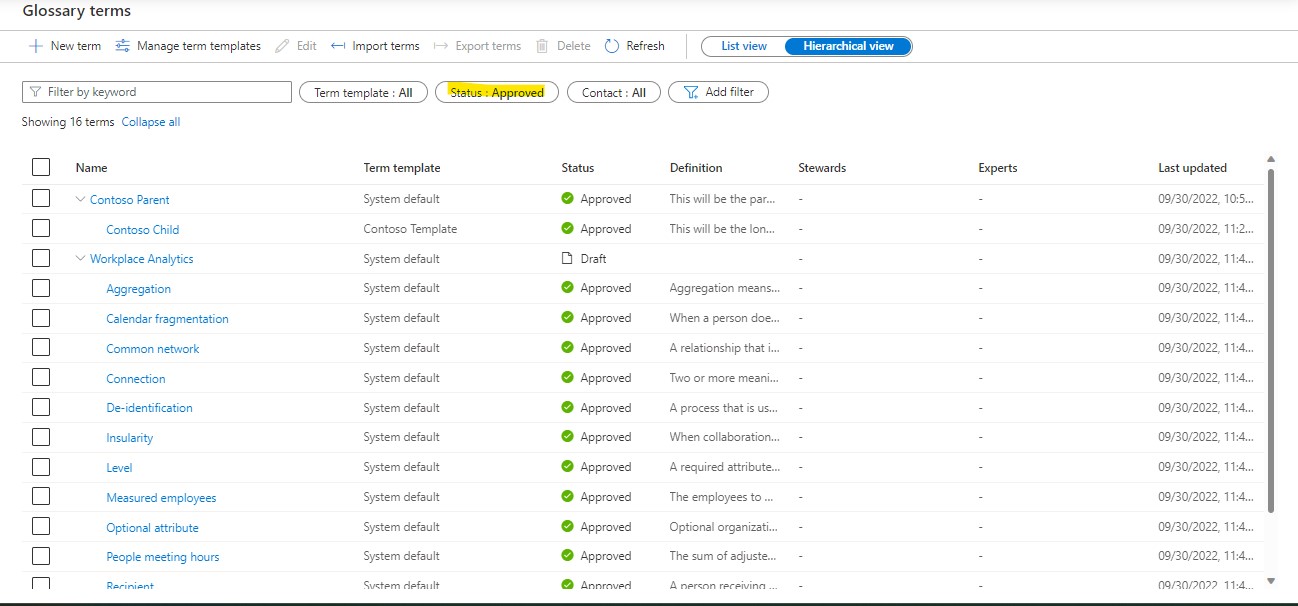 Glossary terms
New term Manage term templates Edit Import terms Export terms Delete Refresh List view Hierarchical view
Filter by keyword Term template : All Status : Approved Contact : All Add filter
Showing 16 terms Collapse all
Name Term template Status Definition Stewards Experts Last updated
Contoso Parent System default Approved This will be the par... - - 09/30/2022, 10:5...
Contoso Child Contoso Template Approved This will be the lon... - - 09/30/2022, 11:2...
Workplace Analytics System default Draft - - 09/30/2022, 11:4...
Aggregation System default Approved Aggregation means... - - 09/30/2022, 11:4...
Calendar fragmentation System default Approved When a person doe... - - 09/30/2022, 11:4...
Common network System default Approved A relationship that i... - - 09/30/2022, 11:4...
Connection System default Approved Two or more meani... - - 09/30/2022, 11:4...
De-identification System default Approved A process that is us... - - 09/30/2022, 11:4...
Insularity System default Approved When collaboration... - - 09/30/2022, 11:4...
Level System default Approved A required attribute... - - 09/30/2022, 11:4...
Measured employees System default Approved The employees to ... - - 09/30/2022, 11:4...
Optional attribute System default Approved Optional organizati... - - 09/30/2022, 11:4...
People meeting hours System default Approved The sum of adjuste... - - 09/30/2022, 11:4...
Recipient System default Approved A person receiving ... - - 09/30/2022, 11:4...